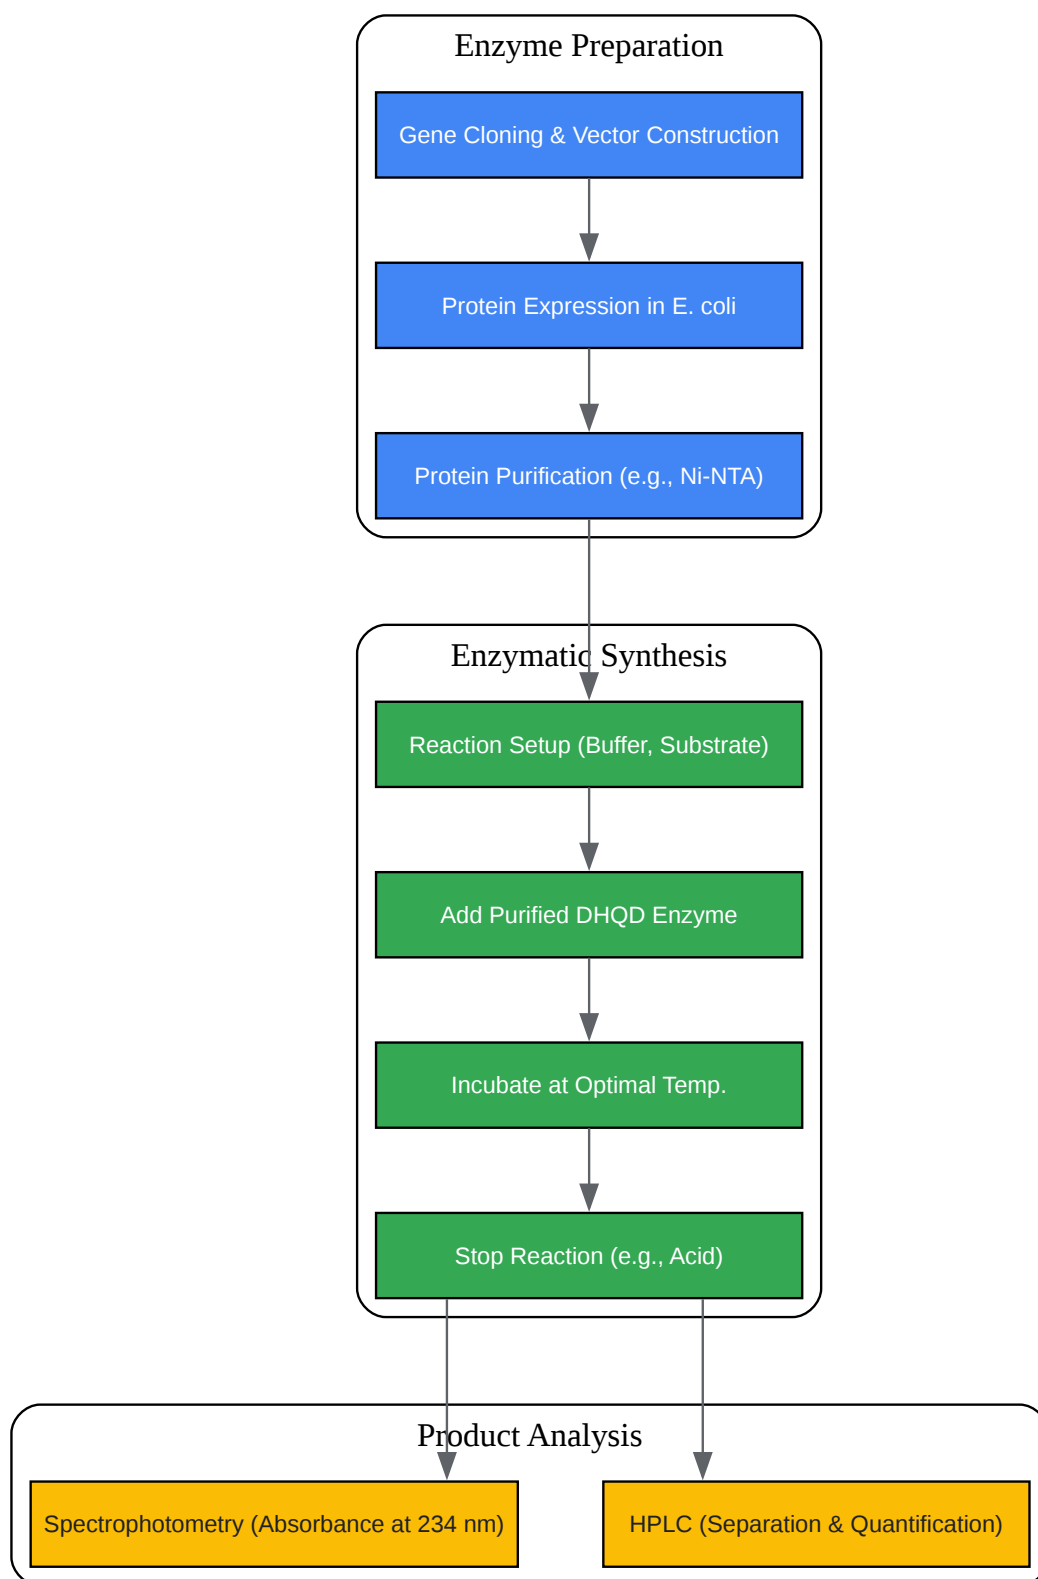 Enzyme Preparation
Gene Cloning & Vector Construction
Protein Expression in E. coli
Protein Purification (e.g., Ni-NTA)
Enzymatic Synthesis
Reaction Setup (Buffer, Substrate)
Add Purified DHQD Enzyme
Incubate at Optimal Temp.
Stop Reaction (e.g., Acid)
Product Analysis
Spectrophotometry (Absorbance at 234 nm)
HPLC (Separation & Quantification)